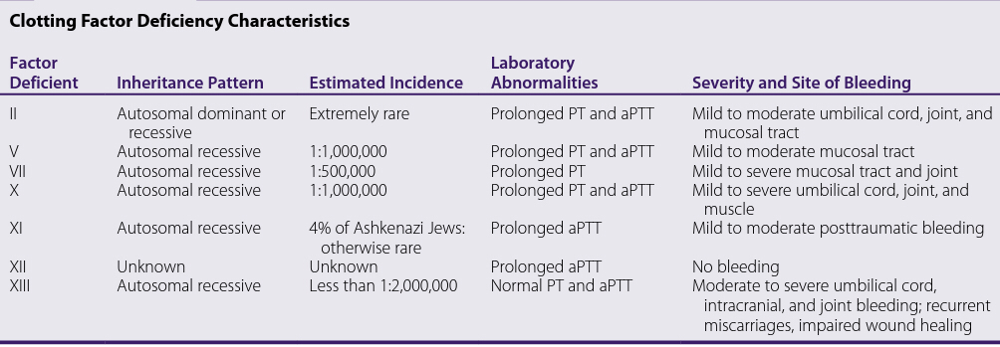 Clotting Factor Deficiency Characteristics
Factor Deficient Inheritance Pattern Estimated Incidence Laboratory Abnormalities Severity and Site of Bleeding
II Autosomal dominant or recessive Extremely rare Prolonged PT and aPTT Mild to moderate umbilical cord, joint, and mucosal tract
V Autosomal recessive 1:1,000,000 Prolonged PT and aPTT Mild to moderate mucosal tract
VII Autosomal recessive 1:500,000 Prolonged PT Mild to severe mucosal tract and joint
X Autosomal recessive 1:1,000,000 Prolonged PT and aPTT Mild to severe umbilical cord, joint, and muscle
XI Autosomal recessive 4% of Ashkenazi Jews: otherwise rare Prolonged aPTT Mild to moderate posttraumatic bleeding
XII Unknown Unknown Prolonged aPTT No bleeding
XIII Autosomal recessive Less than 1:2,000,000 Normal PT and aPTT Moderate to severe umbilical cord, intracranial, and joint bleeding; recurrent miscarriages, impaired wound healing